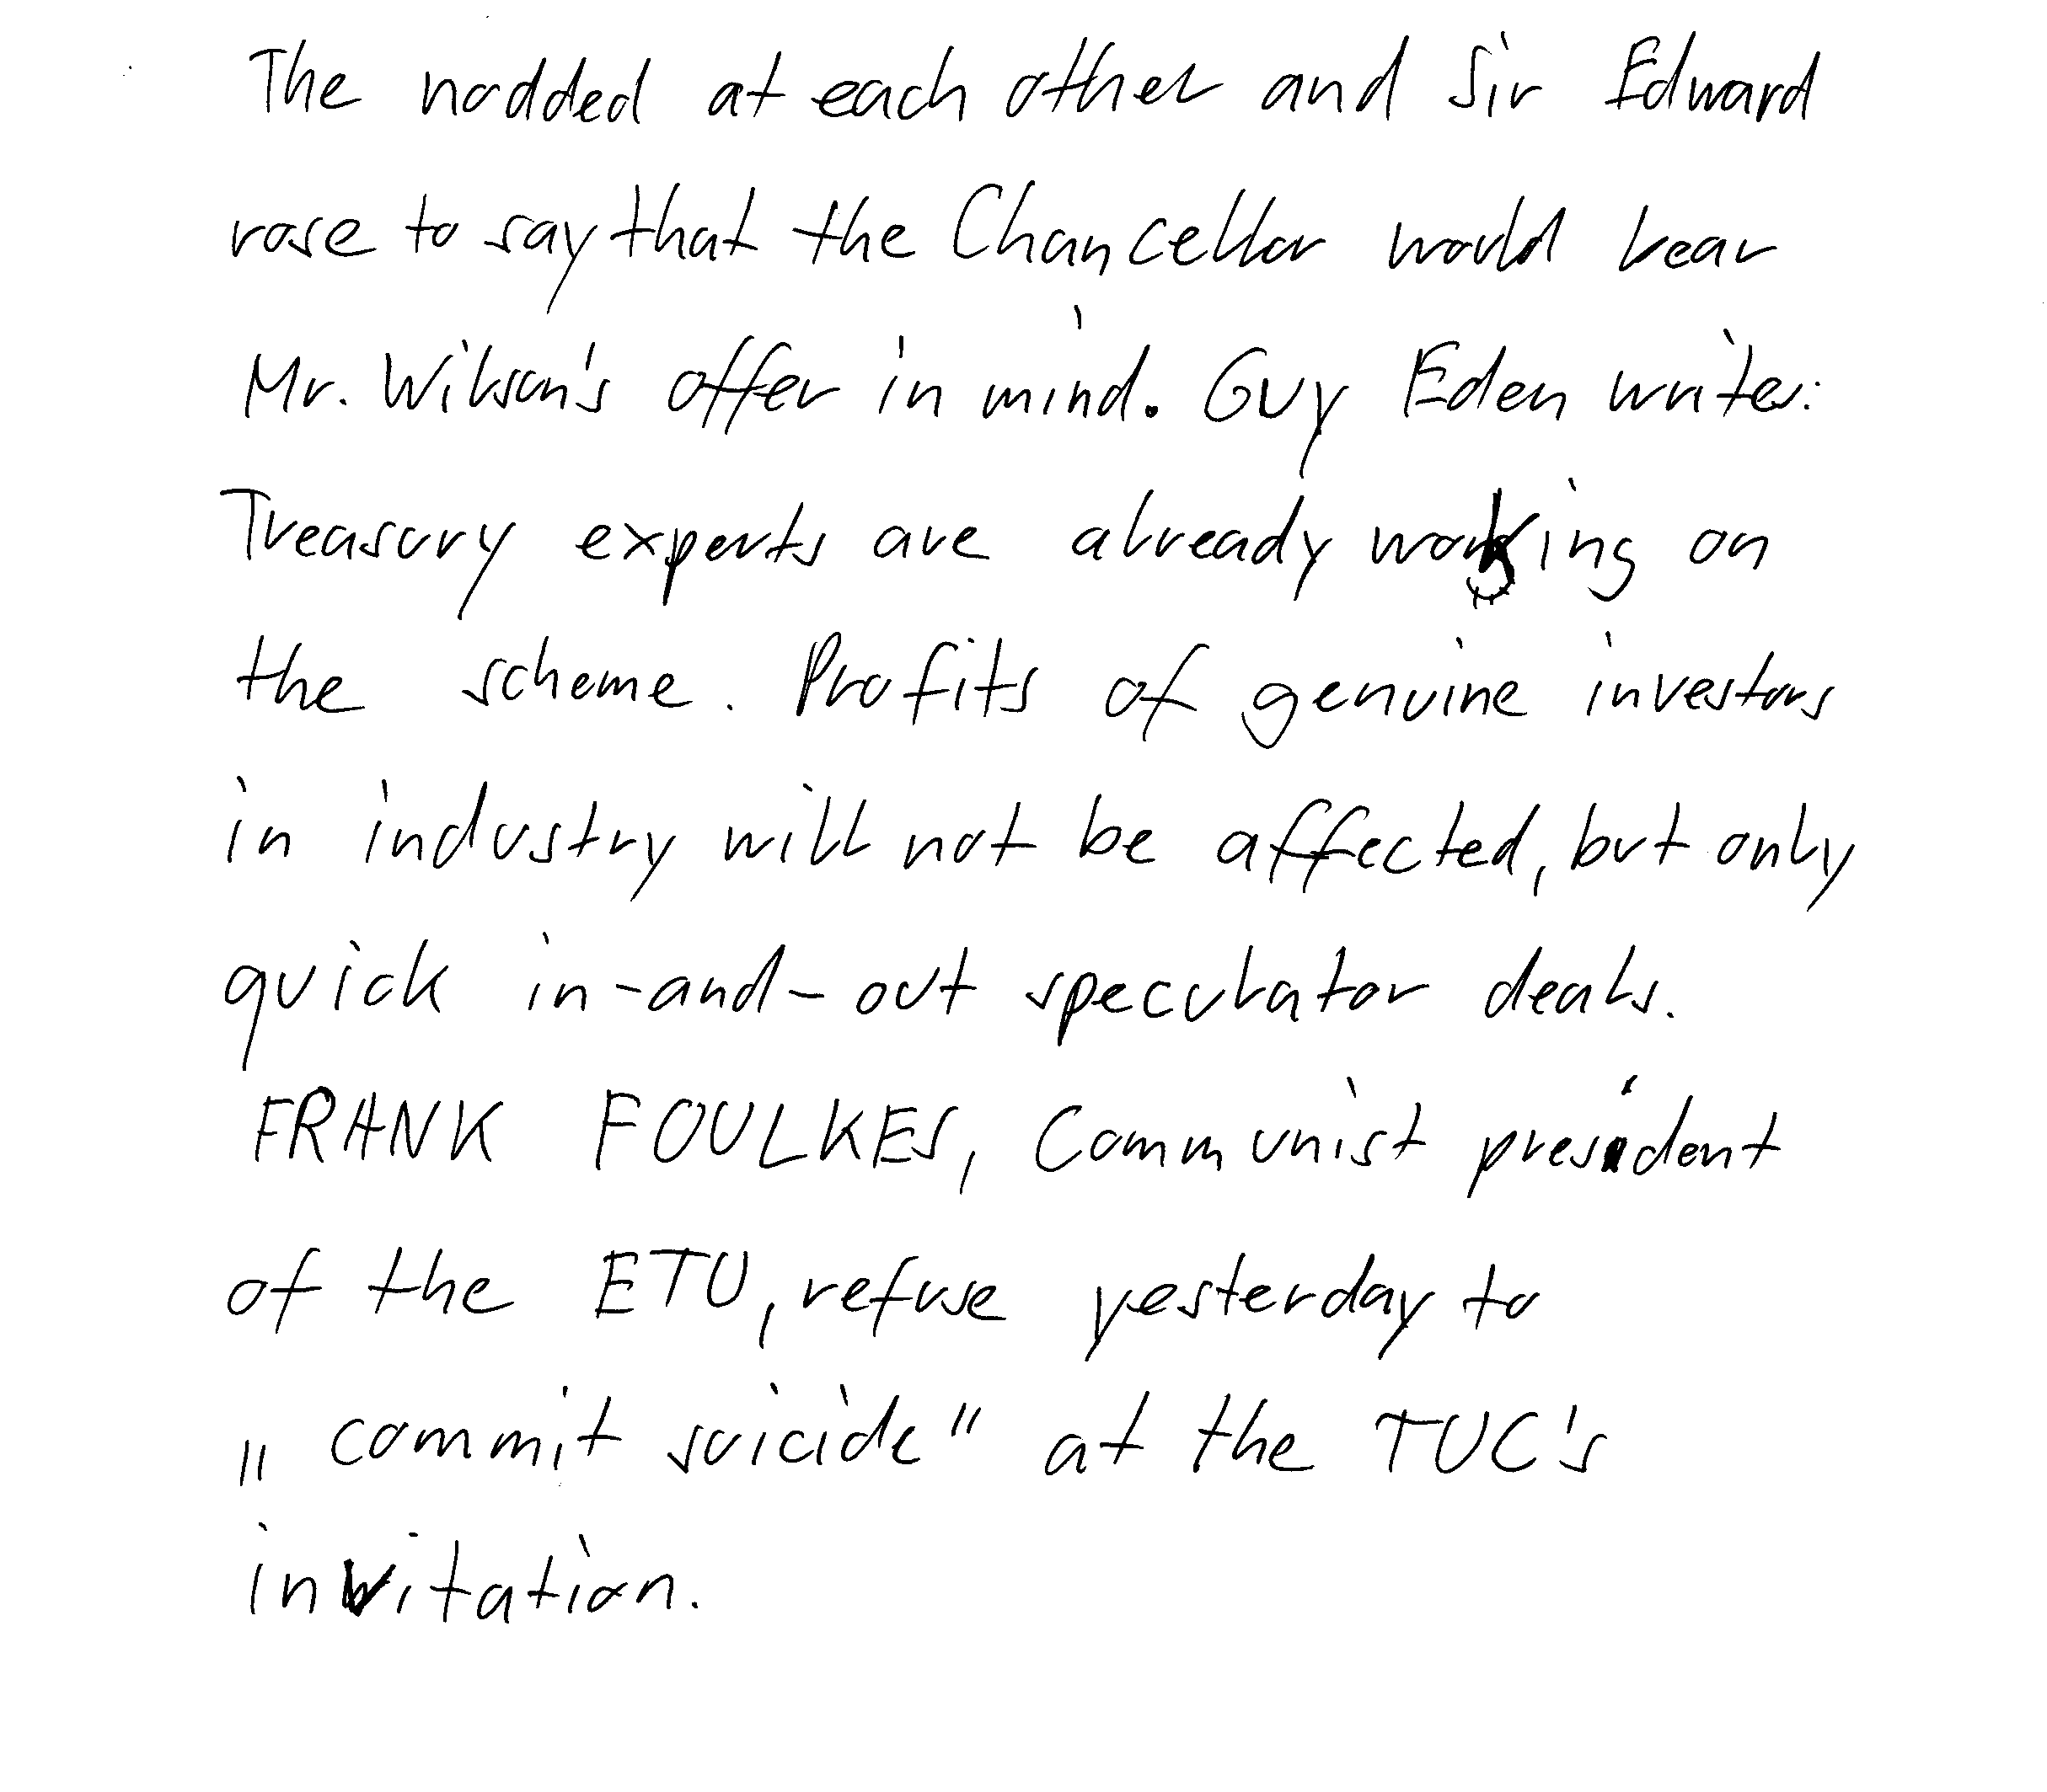 The nodded at each other and Sir Edward
rose to say that the Chancellor would bear
Mr. Wilson's offer in mind. Guy Eden writes:
Treasury experts are already working on
the scheme. Profits of genuine investors
in industry will not be affected, but only
quick in-and-out speculator deals.
FRANK FOULKES, Communist president
of the ETU, refuse yesterday to
„commit suicide" at the TUC's
invitation.